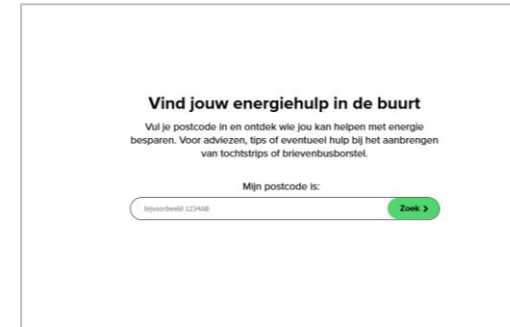 Vind jouw energiehulp in de buurt
Vul je postcode in en ontdek wie jou kan helpen met energie
besparen. Voor adviezen, tips of eventueel hulp bij het aanbrengen
van tochtstrips of brievenbusborstel.
Mijn postcode is:
bijvoorbeeld 1234AB
Zoek >